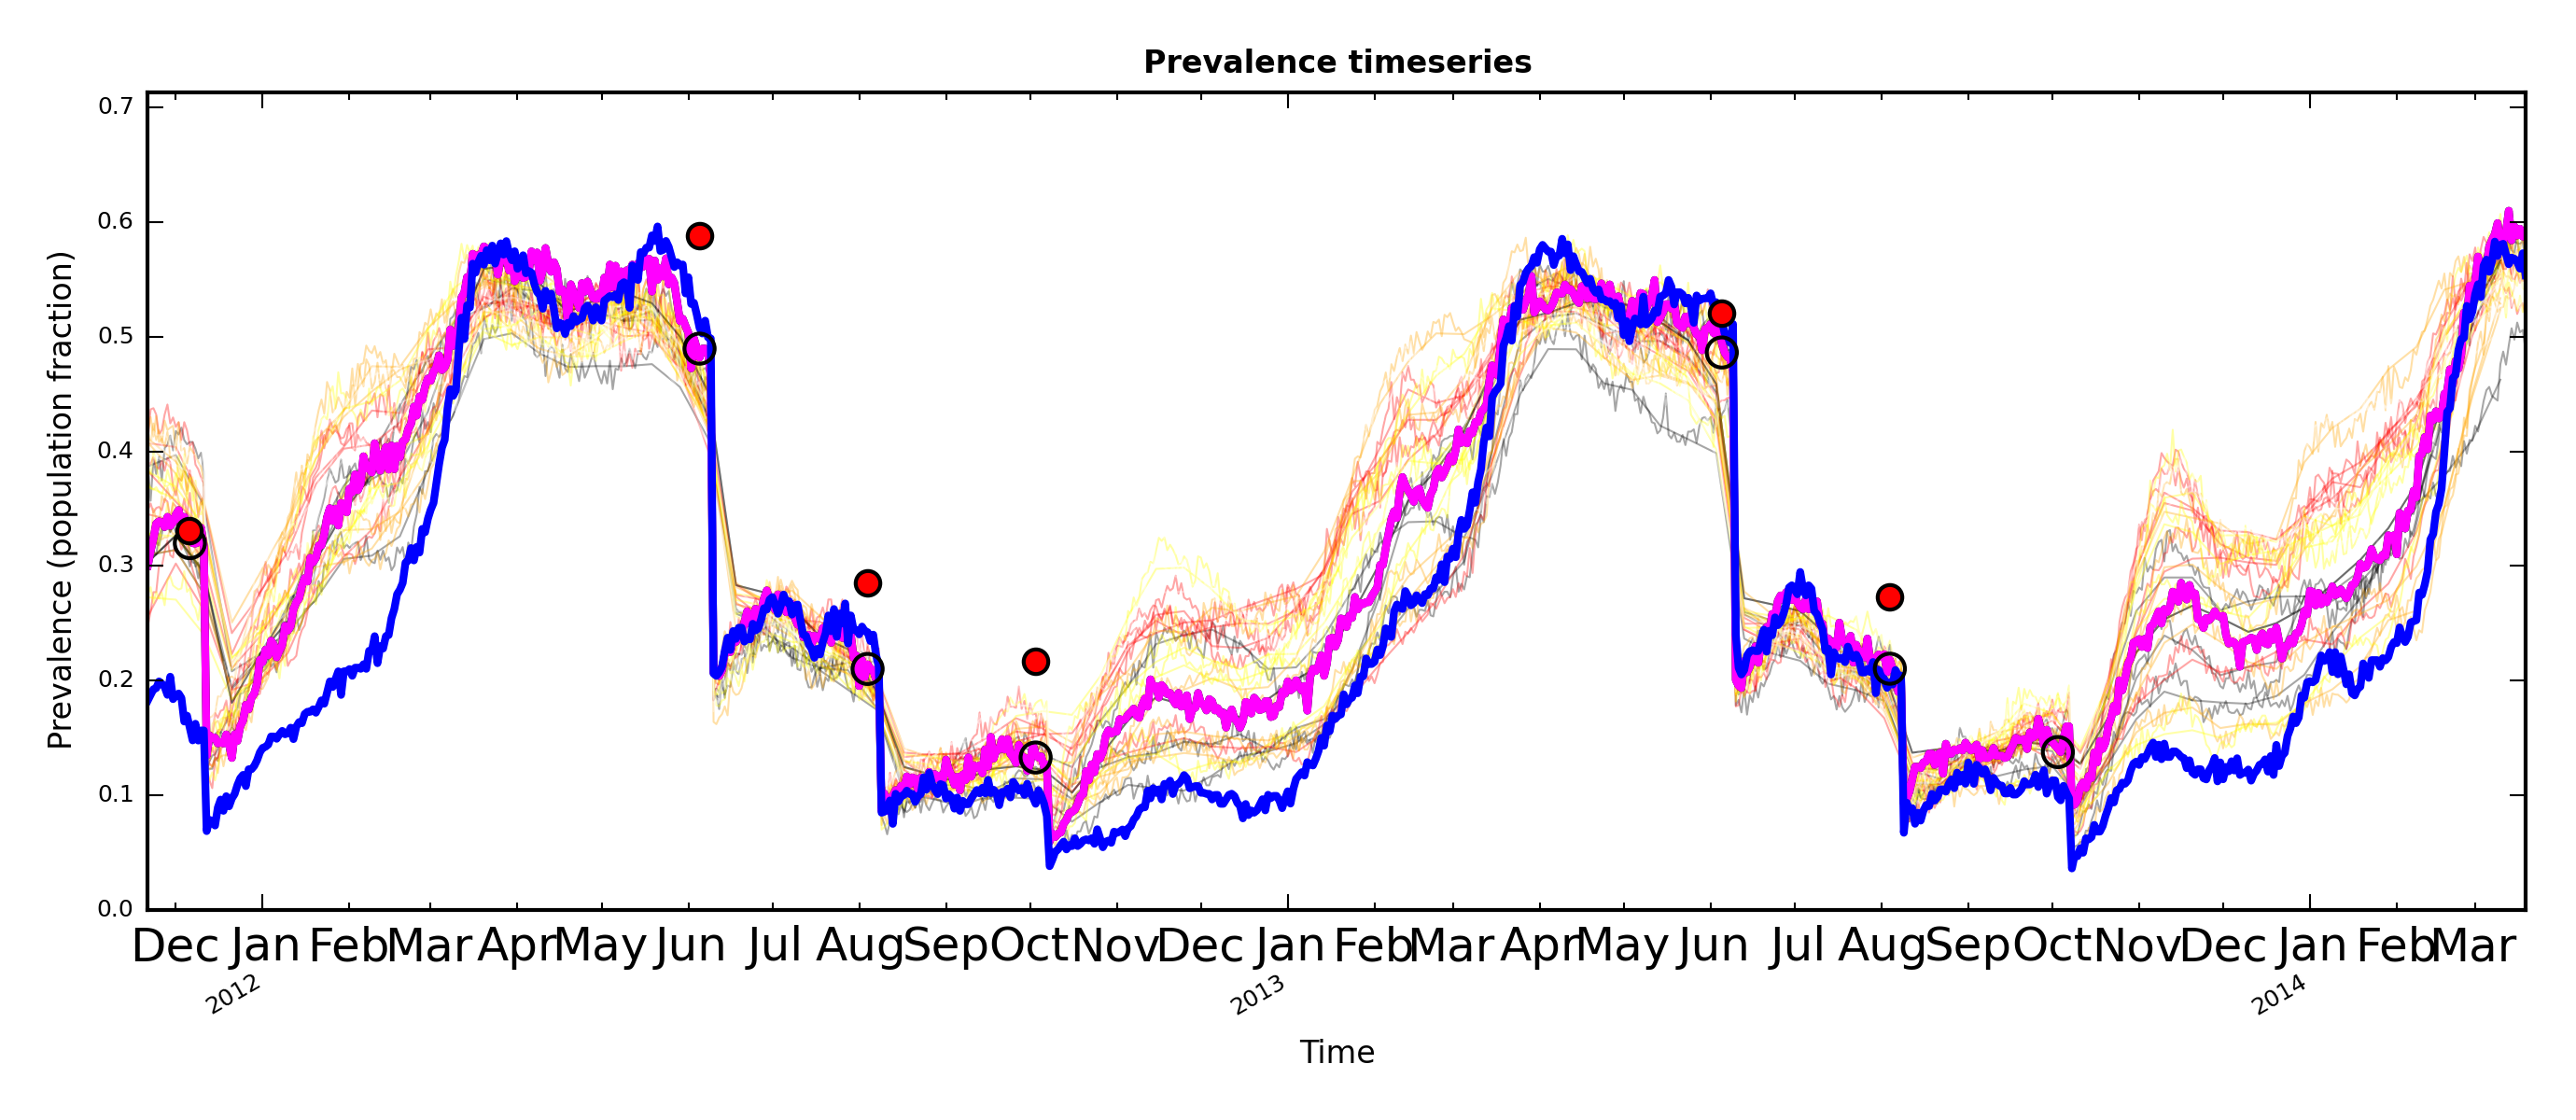 Prevalence timeseries
0.7
0.6
0.5
0.4
0.3
0.2
0.1
0.0
Prevalence (population fraction)
Dec Jan Feb Mar Apr May Jun Jul Aug Sep Oct Nov Dec Jan Feb Mar Apr May Jun Jul Aug Sep Oct Nov Dec Jan Feb Mar
2012 2013 2014
Time